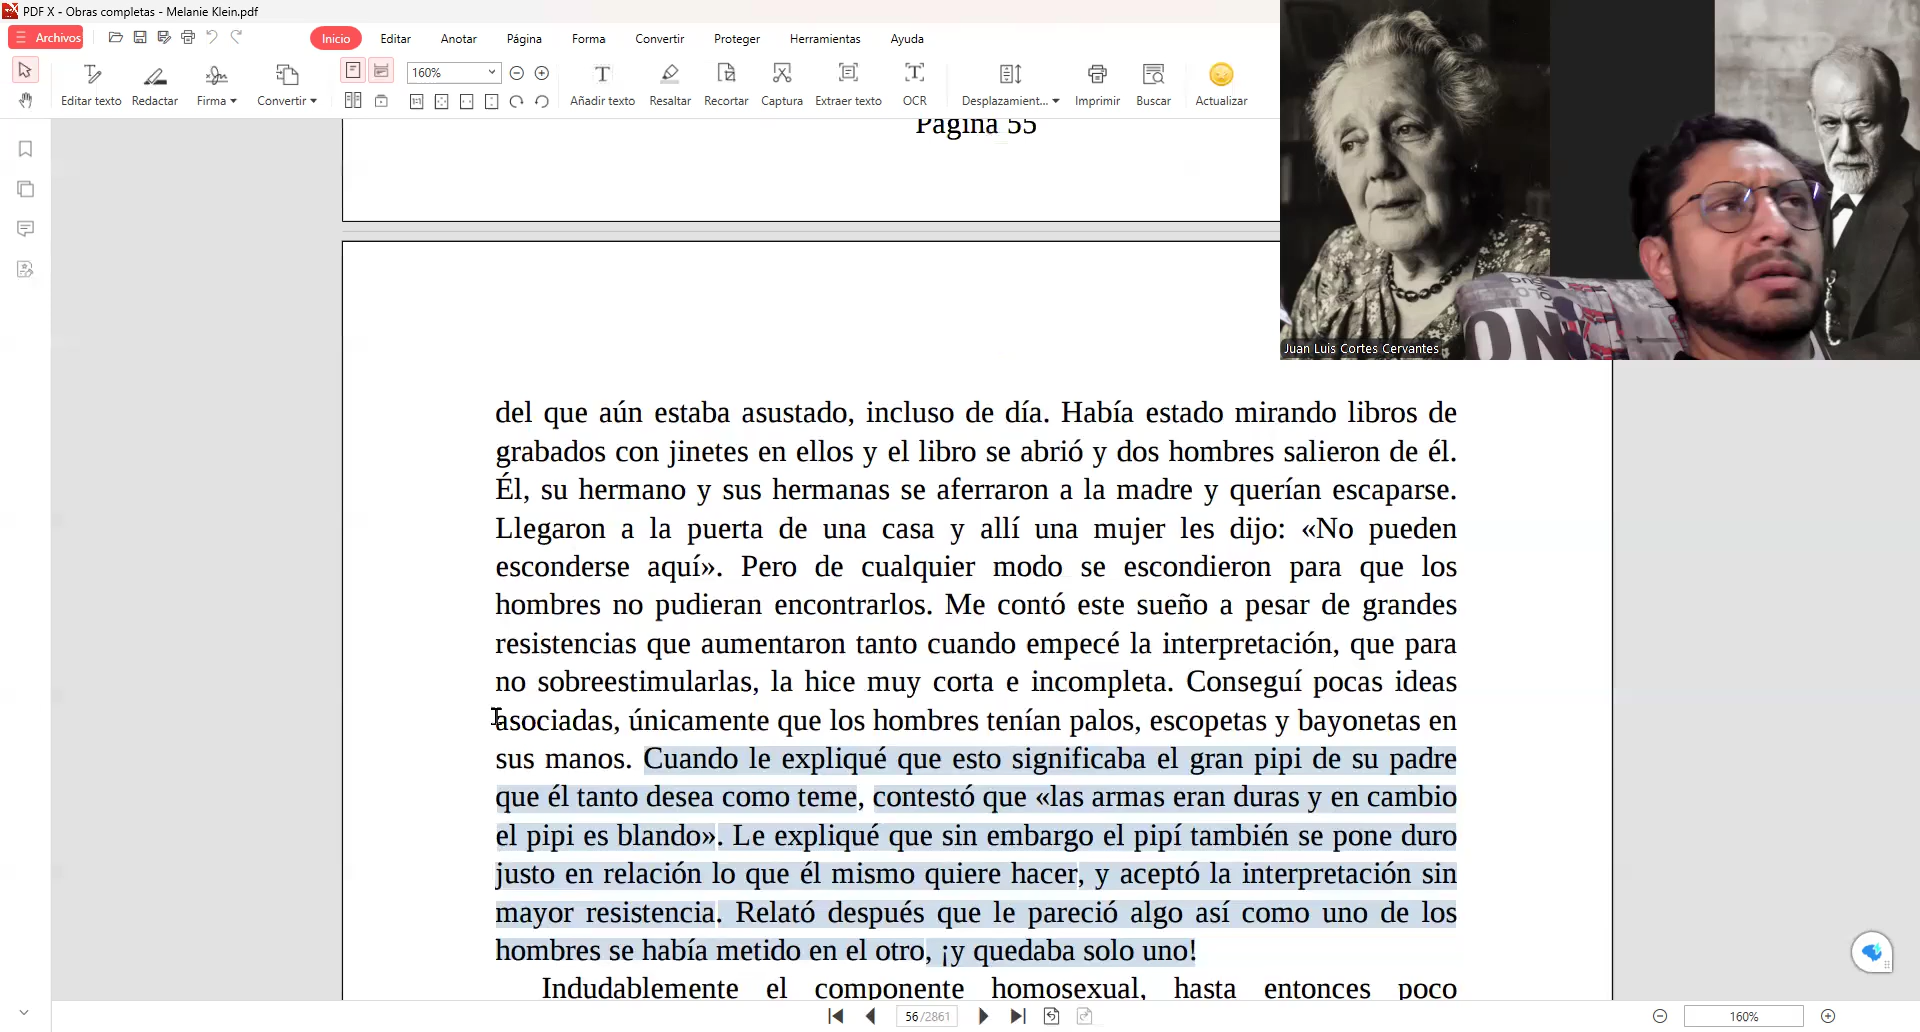 PDF X - Obras completas - Melanie Klein.pdf
Archivos
Inicio
Editar
Anotar
Página
Forma
Convertir
Proteger
Herramientas
Ayuda
160%
Editar texto
Redactar
Firma
Convertir
Añadir texto
Resaltar
Recortar
Captura
Extraer texto
OCR
Desplazamient...
Imprimir
Buscar
Actualizar
Página 55
Juan Luis Cortes Cervantes
del que aún estaba asustado, incluso de día. Había estado mirando libros de
grabados con jinetes en ellos y el libro se abrió y dos hombres salieron de él.
Él, su hermano y sus hermanas se aferraron a la madre y querían escaparse.
Llegaron a la puerta de una casa y allí una mujer les dijo: «No pueden
esconderse aquí». Pero de cualquier modo se escondieron para que los
hombres no pudieran encontrarlos. Me contó este sueño a pesar de grandes
resistencias que aumentaron tanto cuando empecé la interpretación, que para
no sobreestimularlas, la hice muy corta e incompleta. Conseguí pocas ideas
asociadas, únicamente que los hombres tenían palos, escopetas y bayonetas en
sus manos. Cuando le expliqué que esto significaba el gran pipi de su padre
que él tanto desea como teme, contestó que «las armas eran duras y en cambio
el pipi es blando». Le expliqué que sin embargo el pipí también se pone duro
justo en relación lo que él mismo quiere hacer, y aceptó la interpretación sin
mayor resistencia. Relató después que le pareció algo así como uno de los
hombres se había metido en el otro, ¡y quedaba solo uno!
Indudablemente el componente homosexual, hasta entonces poco
56 /2861
160%